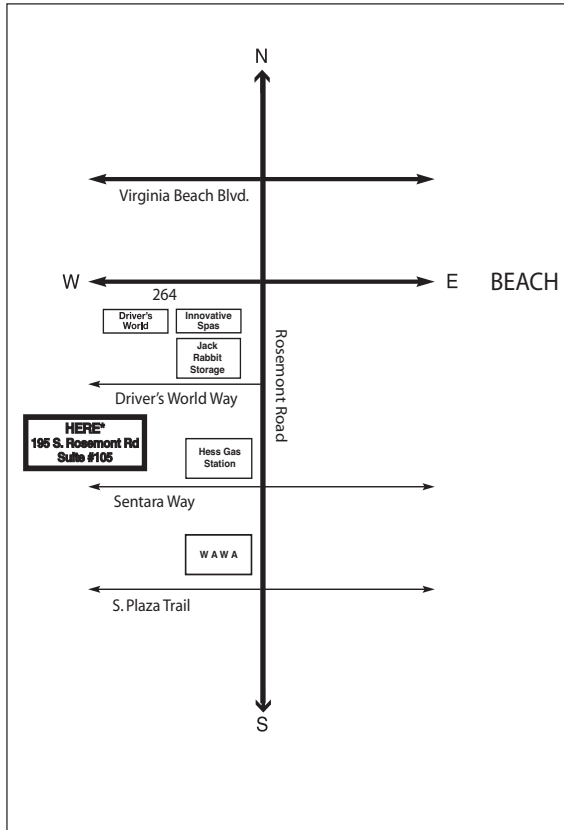 N
Virginia Beach Blvd.
W
E
BEACH
264
Driver's
World
Innovative
Spas
Jack
Rabbit
Storage
Rosemont Road
Driver's World Way
HERE*
195 S. Rosemont Rd
Suite #105
Hess Gas
Station
Sentara Way
W A W A
S. Plaza Trail
S